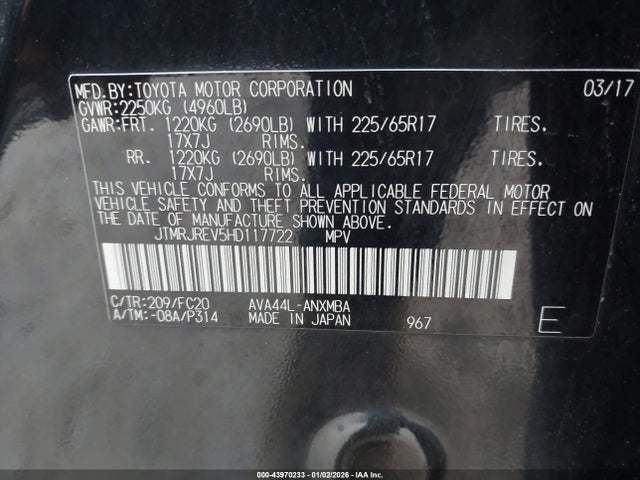 MFD.BY:TOYOTA MOTOR CORPORATION 03/17
GVWR:2250KG (4960LB)
GAWR:FRT. 1220KG (2690LB) WITH 225/65R17 TIRES.
17X7J RIMS.
RR. 1220KG (2690LB) WITH 225/65R17 TIRES.
17X7J RIMS.
THIS VEHICLE CONFORMS TO ALL APPLICABLE FEDERAL MOTOR
VEHICLE SAFETY AND THEFT PREVENTION STANDARDS IN EFFECT ON
THE DATE OF MANUFACTURE SHOWN ABOVE.
JTMRJREV5HD117722 MPV
C/TR:209/FC20 AVA44L-ANXMBA
A/TM:-08A/P314 MADE IN JAPAN 967 E
000-43970233 - 01/02/2026 - IAA Inc.